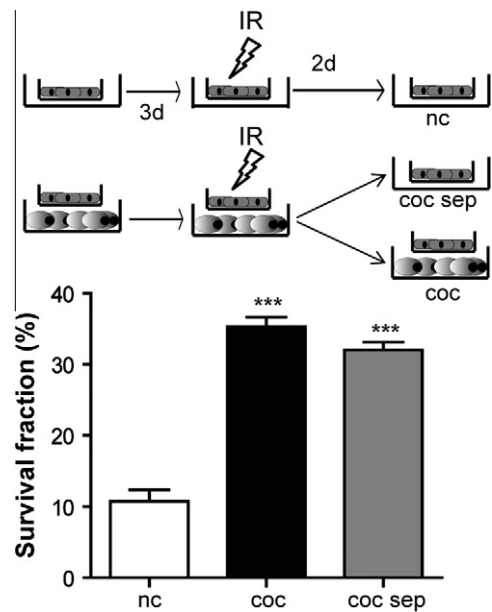 IR
3d
2d
nc
IR
coc sep
coc
Survival fraction (%)
40
30
20
10
0
***
***
nc
coc
coc sep